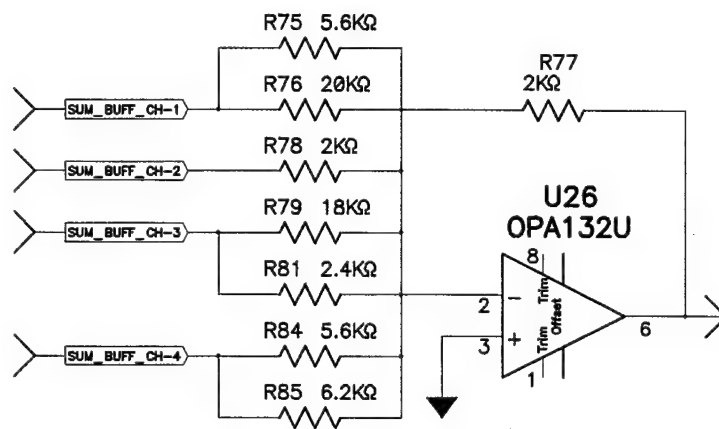 R75 5.6KΩ
R77
SUM_BUFF_CH-1
R76 20KΩ
2KΩ
SUM_BUFF_CH-2
R78 2KΩ
SUM_BUFF_CH-3
R79 18KΩ
U26
OPA132U
R81 2.4KΩ
8
Trim
2
-
3
+
Trim
Offset
6
1
SUM_BUFF_CH-4
R84 5.6KΩ
R85 6.2KΩ